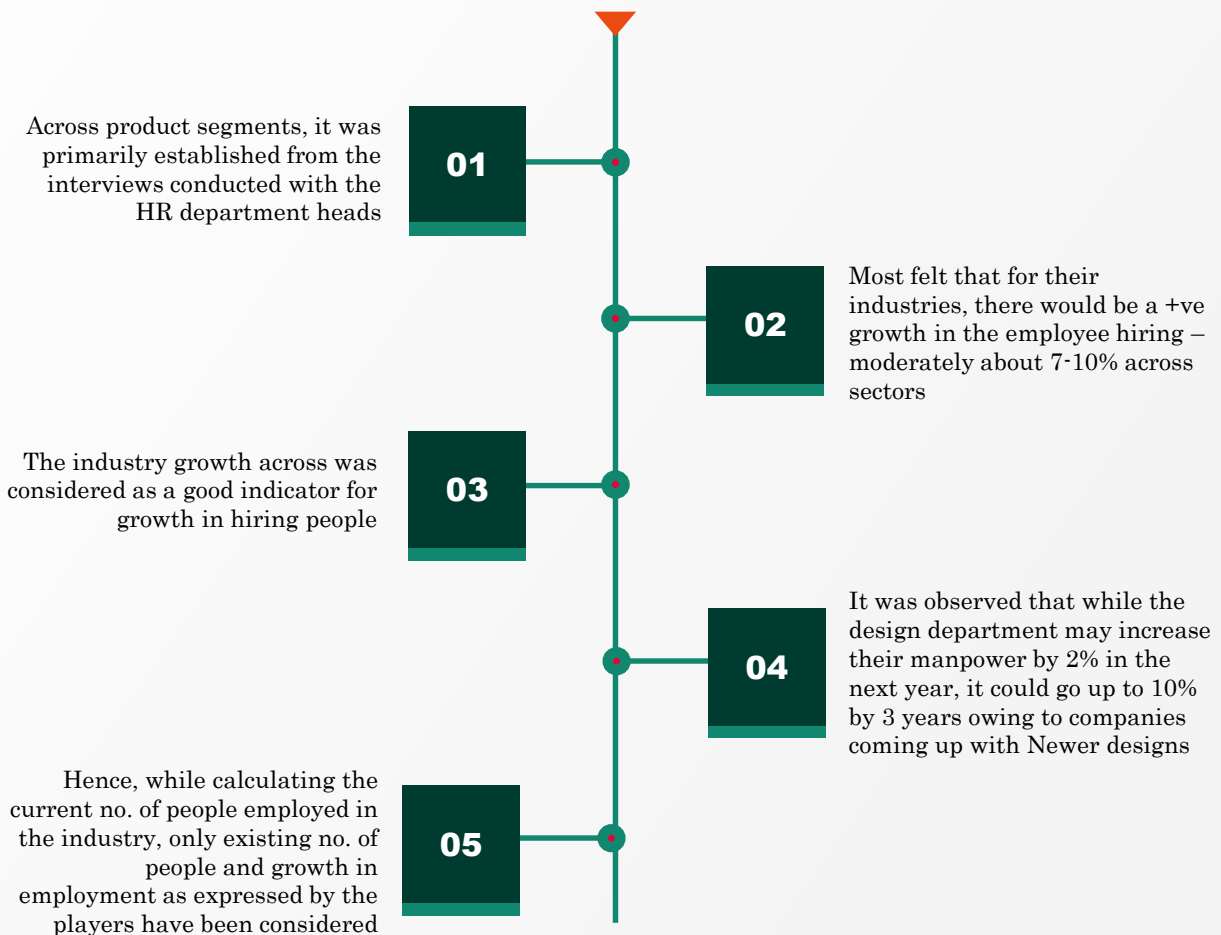 01
Across product segments, it was
primarily established from the
interviews conducted with the
HR department heads
02
Most felt that for their
industries, there would be a +ve
growth in the employee hiring –
moderately about 7-10% across
sectors
03
The industry growth across was
considered as a good indicator for
growth in hiring people
04
It was observed that while the
design department may increase
their manpower by 2% in the
next year, it could go up to 10%
by 3 years owing to companies
coming up with Newer designs
05
Hence, while calculating the
current no. of people employed in
the industry, only existing no. of
people and growth in
employment as expressed by the
players have been considered